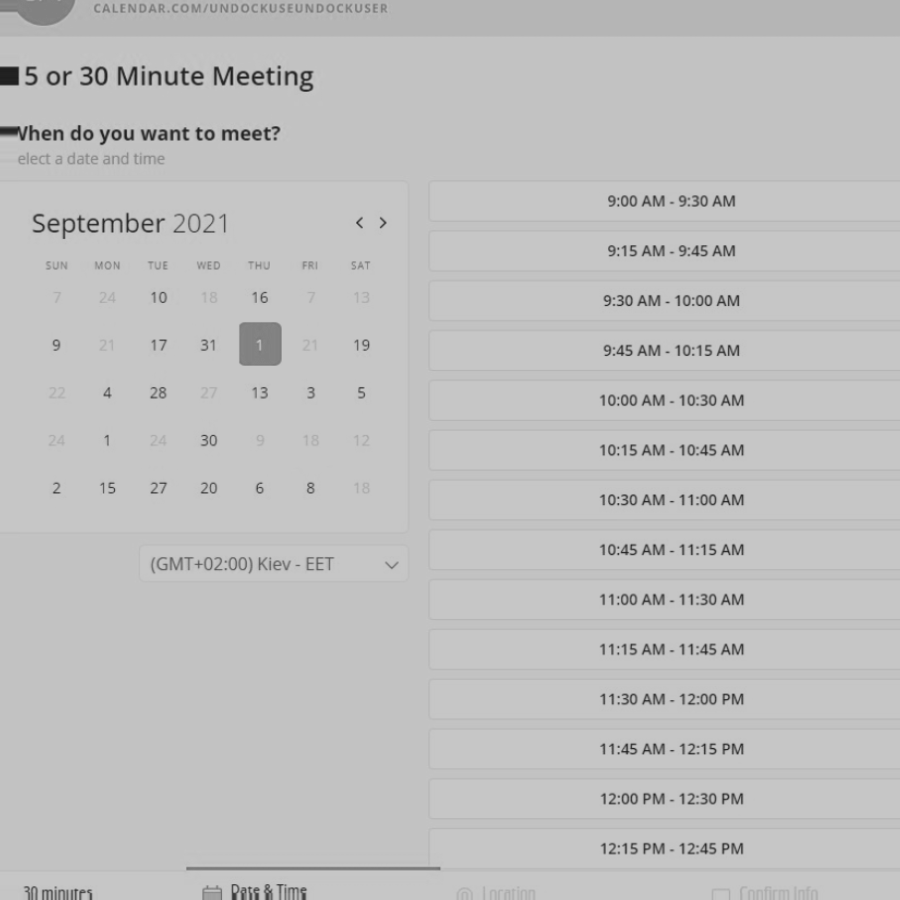 CALENDAR.COM/UNDOCKUSEUNDOCKUSER
5 or 30 Minute Meeting
When do you want to meet?
elect a date and time
September 2021
SUN MON TUE WED THU FRI SAT
7 24 10 18 16 7 13
9 21 17 31 1 21 19
22 4 28 27 13 3 5
24 1 24 30 9 18 12
2 15 27 20 6 8 18
(GMT+02:00) Kiev - EET
9:00 AM - 9:30 AM
9:15 AM - 9:45 AM
9:30 AM - 10:00 AM
9:45 AM - 10:15 AM
10:00 AM - 10:30 AM
10:15 AM - 10:45 AM
10:30 AM - 11:00 AM
10:45 AM - 11:15 AM
11:00 AM - 11:30 AM
11:15 AM - 11:45 AM
11:30 AM - 12:00 PM
11:45 AM - 12:15 PM
12:00 PM - 12:30 PM
12:15 PM - 12:45 PM
30 minutes Date & Time Location Confirm Info